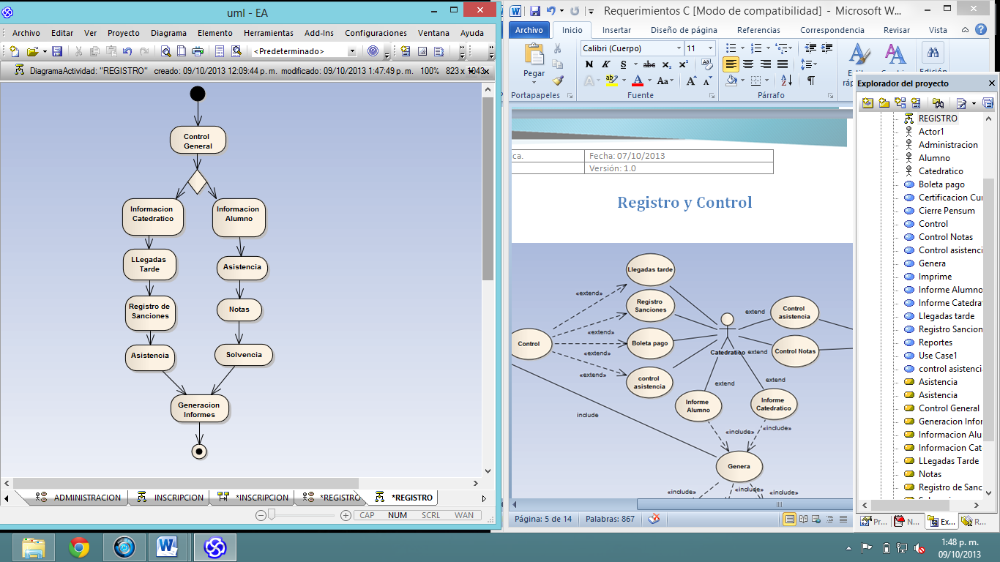 uml - EA
Archivo Editar Ver Proyecto Diagrama Elemento Herramientas Add-Ins Configuraciones Ventana Ayuda
<Predeterminado>
DiagramaActividad: "REGISTRO" creado: 09/10/2013 12:09:44 p. m. modificado: 09/10/2013 1:47:49 p. m. 100% 823 x 1043
Control
General
Informacion
Catedratico
Informacion
Alumno
LLegadas
Tarde
Asistencia
Registro de
Sanciones
Notas
Asistencia
Solvencia
Generacion
Informes
ADMINISTRACION INSCRIPCION *INSCRIPCION *REGISTRO *REGISTRO
CAP NUM SCRL WAN
Requerimientos C [Modo de compatibilidad] - Microsoft W...
Archivo Inicio Insertar Diseño de página Referencias Correspondencia Revisar Vista
Pegar
Calibri (Cuerpo) 11
N K S abc x₂ x²
A ab A Aa A A
Portapapeles Fuente Párrafo
Edición
ca. Fecha: 07/10/2013
Versión: 1.0
Registro y Control
Llegadas tarde
«extend»
Registro
Sanciones
Control
asistencia
extend
«extend»
Control
Boleta pago
Catedratico
extend
Control Notas
«extend»
«extend»
control
asistencia
extend
extend
Informe
Alumno
Informe
Catedratico
include
«include»
«include»
Genera
«include»
«include»
«include»
Página: 5 de 14 Palabras: 867
Explorador del proyecto
REGISTRO
Actor1
Administracion
Alumno
Catedratico
Boleta pago
Certificacion Cur
Cierre Pensum
Control
Control Notas
Control asistenci
Genera
Imprime
Informe Alumno
Informe Catedra
Llegadas tarde
Registro Sancion
Reportes
Use Case1
control asistenci
Asistencia
Asistencia
Control General
Generacion Infor
Informacion Alu
Informacion Cat
LLegadas Tarde
Notas
Registro de Sanc
Pr... N... Ex... R...
1:48 p. m.
09/10/2013